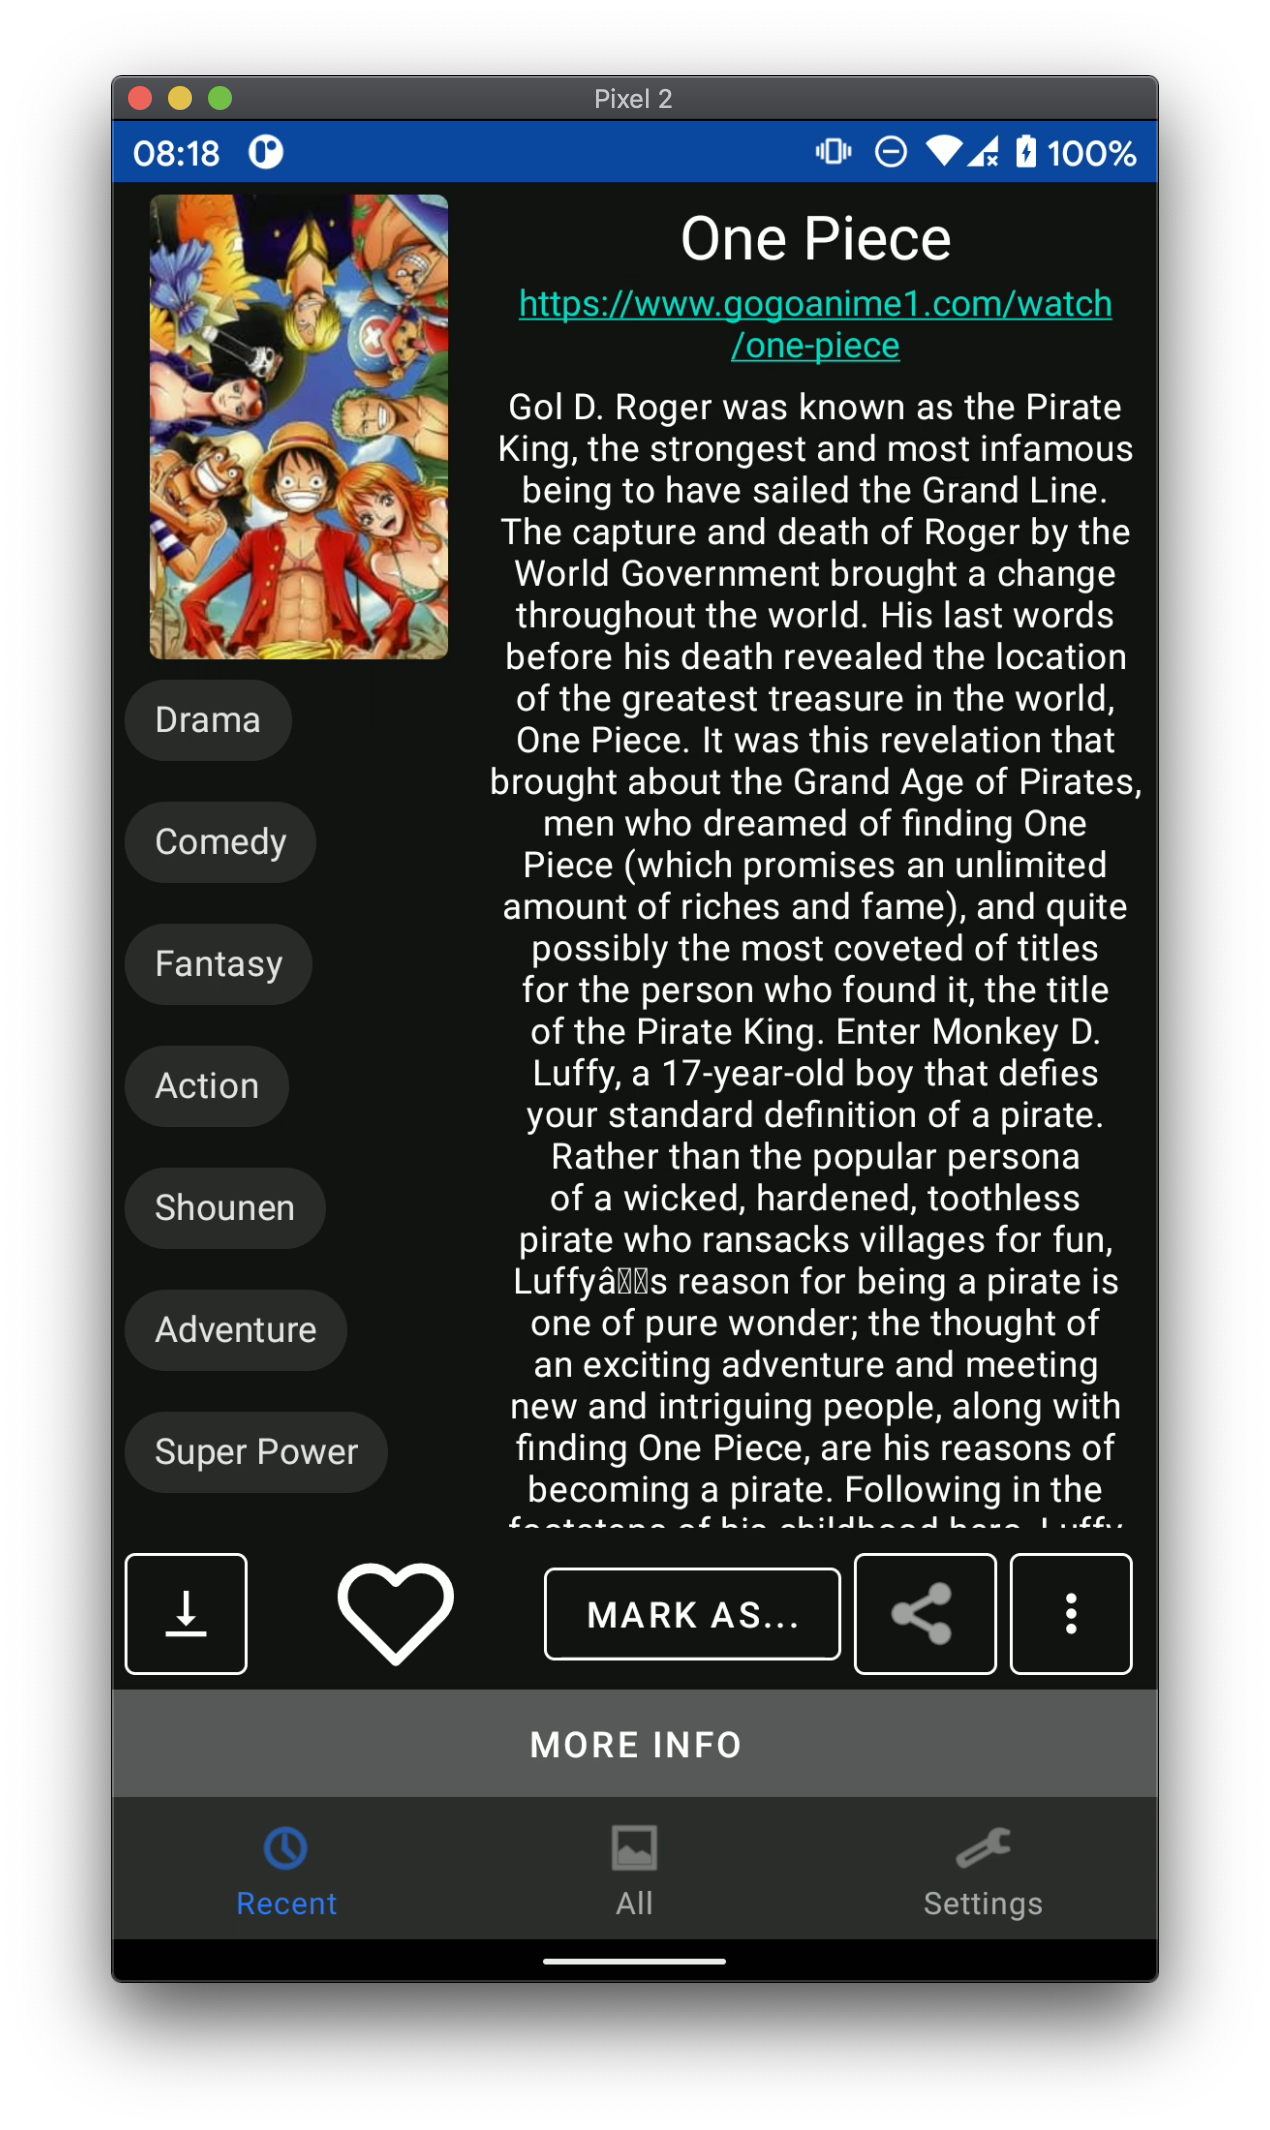 Pixel 2
08:18
100%
One Piece
https://www.gogoanime1.com/watch
/one-piece
Gol D. Roger was known as the Pirate
King, the strongest and most infamous
being to have sailed the Grand Line.
The capture and death of Roger by the
World Government brought a change
throughout the world. His last words
before his death revealed the location
of the greatest treasure in the world,
One Piece. It was this revelation that
brought about the Grand Age of Pirates,
men who dreamed of finding One
Piece (which promises an unlimited
amount of riches and fame), and quite
possibly the most coveted of titles
for the person who found it, the title
of the Pirate King. Enter Monkey D.
Luffy, a 17-year-old boy that defies
your standard definition of a pirate.
Rather than the popular persona
of a wicked, hardened, toothless
pirate who ransacks villages for fun,
Luffyâ▯▯s reason for being a pirate is
one of pure wonder; the thought of
an exciting adventure and meeting
new and intriguing people, along with
finding One Piece, are his reasons of
becoming a pirate. Following in the
footsteps of his childhood hero, Luffy
Drama
Comedy
Fantasy
Action
Shounen
Adventure
Super Power
MARK AS...
MORE INFO
Recent
All
Settings